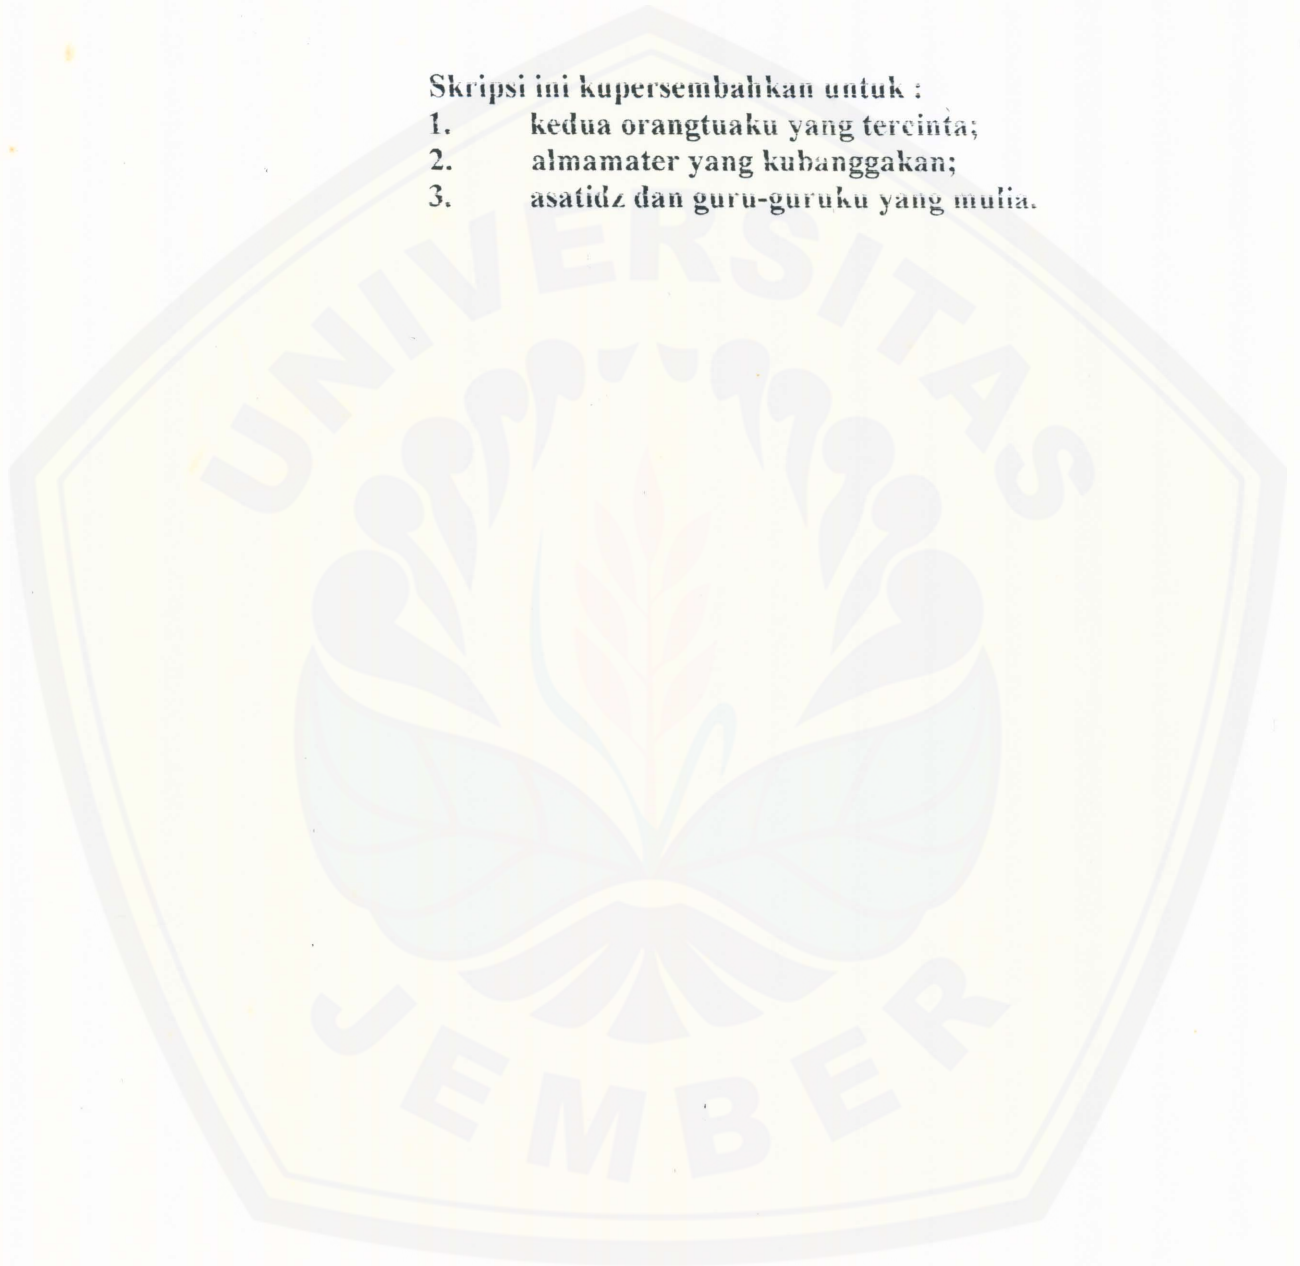 Skripsi ini kupersembahkan untuk :
1. kedua orangtuaku yang tercinta;
2. almamater yang kubanggakan;
3. asatidz dan guru-guruku yang mulia.
UNIVERSITAS
JEMBER